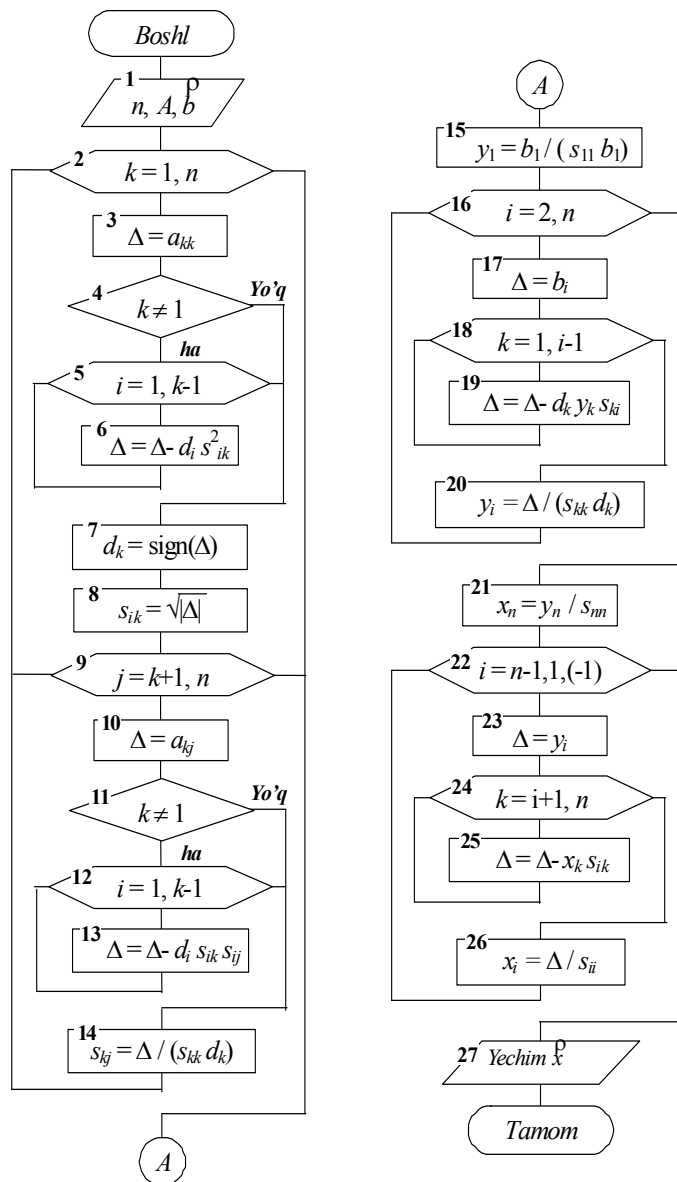 Boshl
1
n, A, b⃗
2
k = 1, n
3
Δ = a_kk
4
k ≠ 1
Yo'q
ha
5
i = 1, k-1
6
Δ = Δ- d_i s²_ik
7
d_k = sign(Δ)
8
s_ik = √|Δ|
9
j = k+1, n
10
Δ = a_kj
11
k ≠ 1
Yo'q
ha
12
i = 1, k-1
13
Δ = Δ- d_i s_ik s_ij
14
s_kj = Δ / (s_kk d_k)
A
A
15
y_1 = b_1 / ( s_11 b_1)
16
i = 2, n
17
Δ = b_i
18
k = 1, i-1
19
Δ = Δ- d_k y_k s_ki
20
y_i = Δ / (s_kk d_k)
21
x_n = y_n / s_nn
22
i = n-1,1,(-1)
23
Δ = y_i
24
k = i+1, n
25
Δ = Δ- x_k s_ik
26
x_i = Δ / s_ii
27
ρ
Yechim x
Tamom